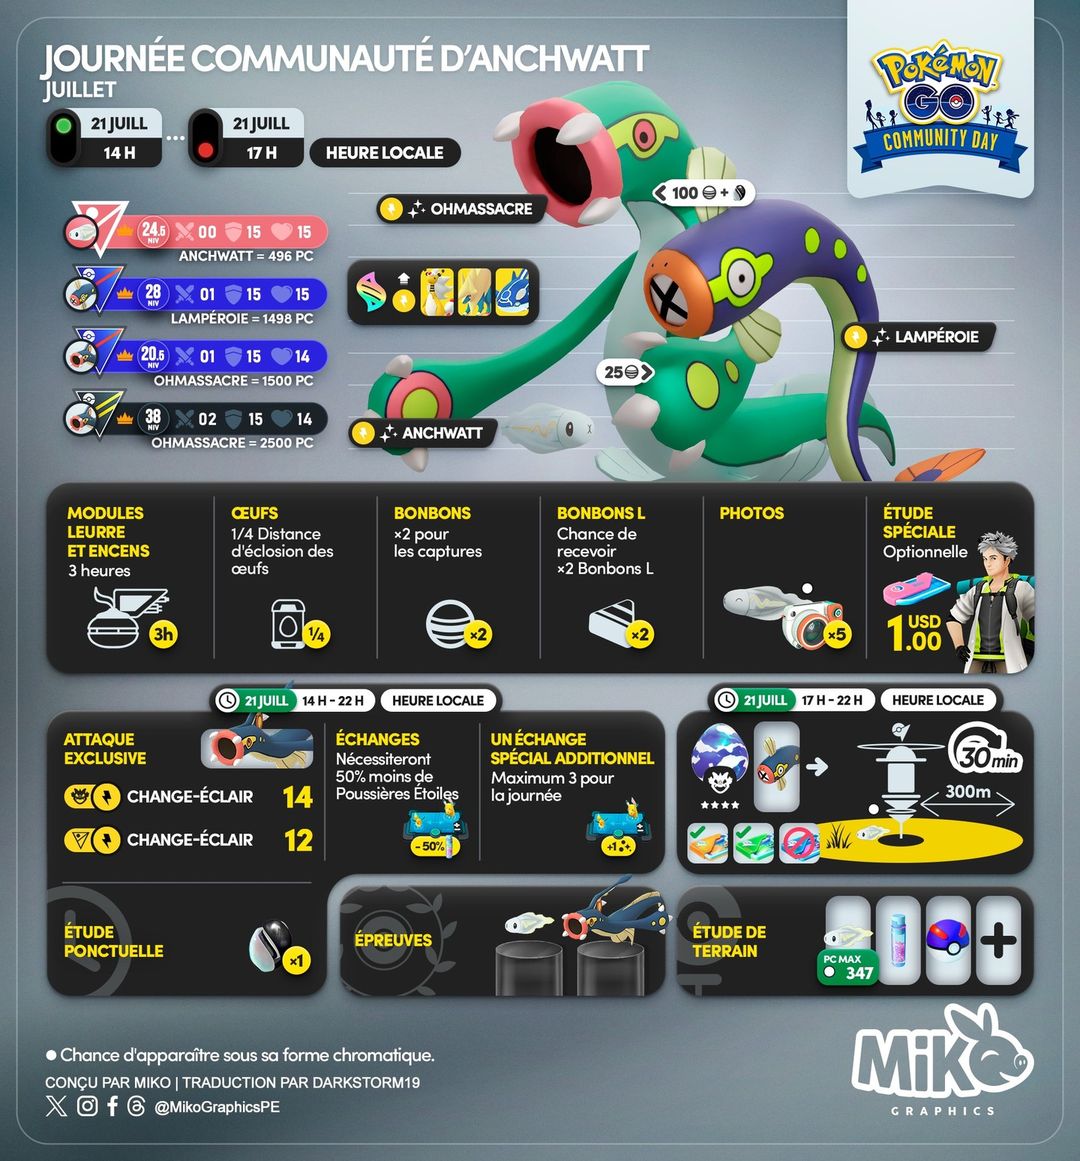 JOURNÉE COMMUNAUTÉ D'ANCHWATT
JUILLET
21 JUILL
14 H
...
21 JUILL
17 H
HEURE LOCALE
POKéMON
GO
COMMUNITY DAY
24.5
NIV
00 15 15
ANCHWATT = 496 PC
28
NIV
01 15 15
LAMPÉROIE = 1498 PC
20.5
NIV
01 15 14
OHMASSACRE = 1500 PC
38
NIV
02 15 14
OHMASSACRE = 2500 PC
OHMASSACRE
100 +
LAMPÉROIE
25
ANCHWATT
MODULES
LEURRE
ET ENCENS
3 heures
3h
ŒUFS
1/4 Distance
d'éclosion des
œufs
1/4
BONBONS
×2 pour
les captures
×2
BONBONS L
Chance de
recevoir
×2 Bonbons L
×2
PHOTOS
×5
ÉTUDE
SPÉCIALE
Optionnelle
1.00 USD
21 JUILL 14 H - 22 H HEURE LOCALE
ATTAQUE
EXCLUSIVE
CHANGE-ÉCLAIR 14
CHANGE-ÉCLAIR 12
ÉCHANGES
Nécessiteront
50% moins de
Poussières Étoiles
- 50%
UN ÉCHANGE
SPÉCIAL ADDITIONNEL
Maximum 3 pour
la journée
+1
21 JUILL 17 H - 22 H HEURE LOCALE
30 min
300m
ÉTUDE
PONCTUELLE
×1
ÉPREUVES
ÉTUDE DE
TERRAIN
PC MAX
347
+
Chance d'apparaître sous sa forme chromatique.
CONÇU PAR MIKO | TRADUCTION PAR DARKSTORM19
@MikoGraphicsPE
MiKO
GRAPHICS